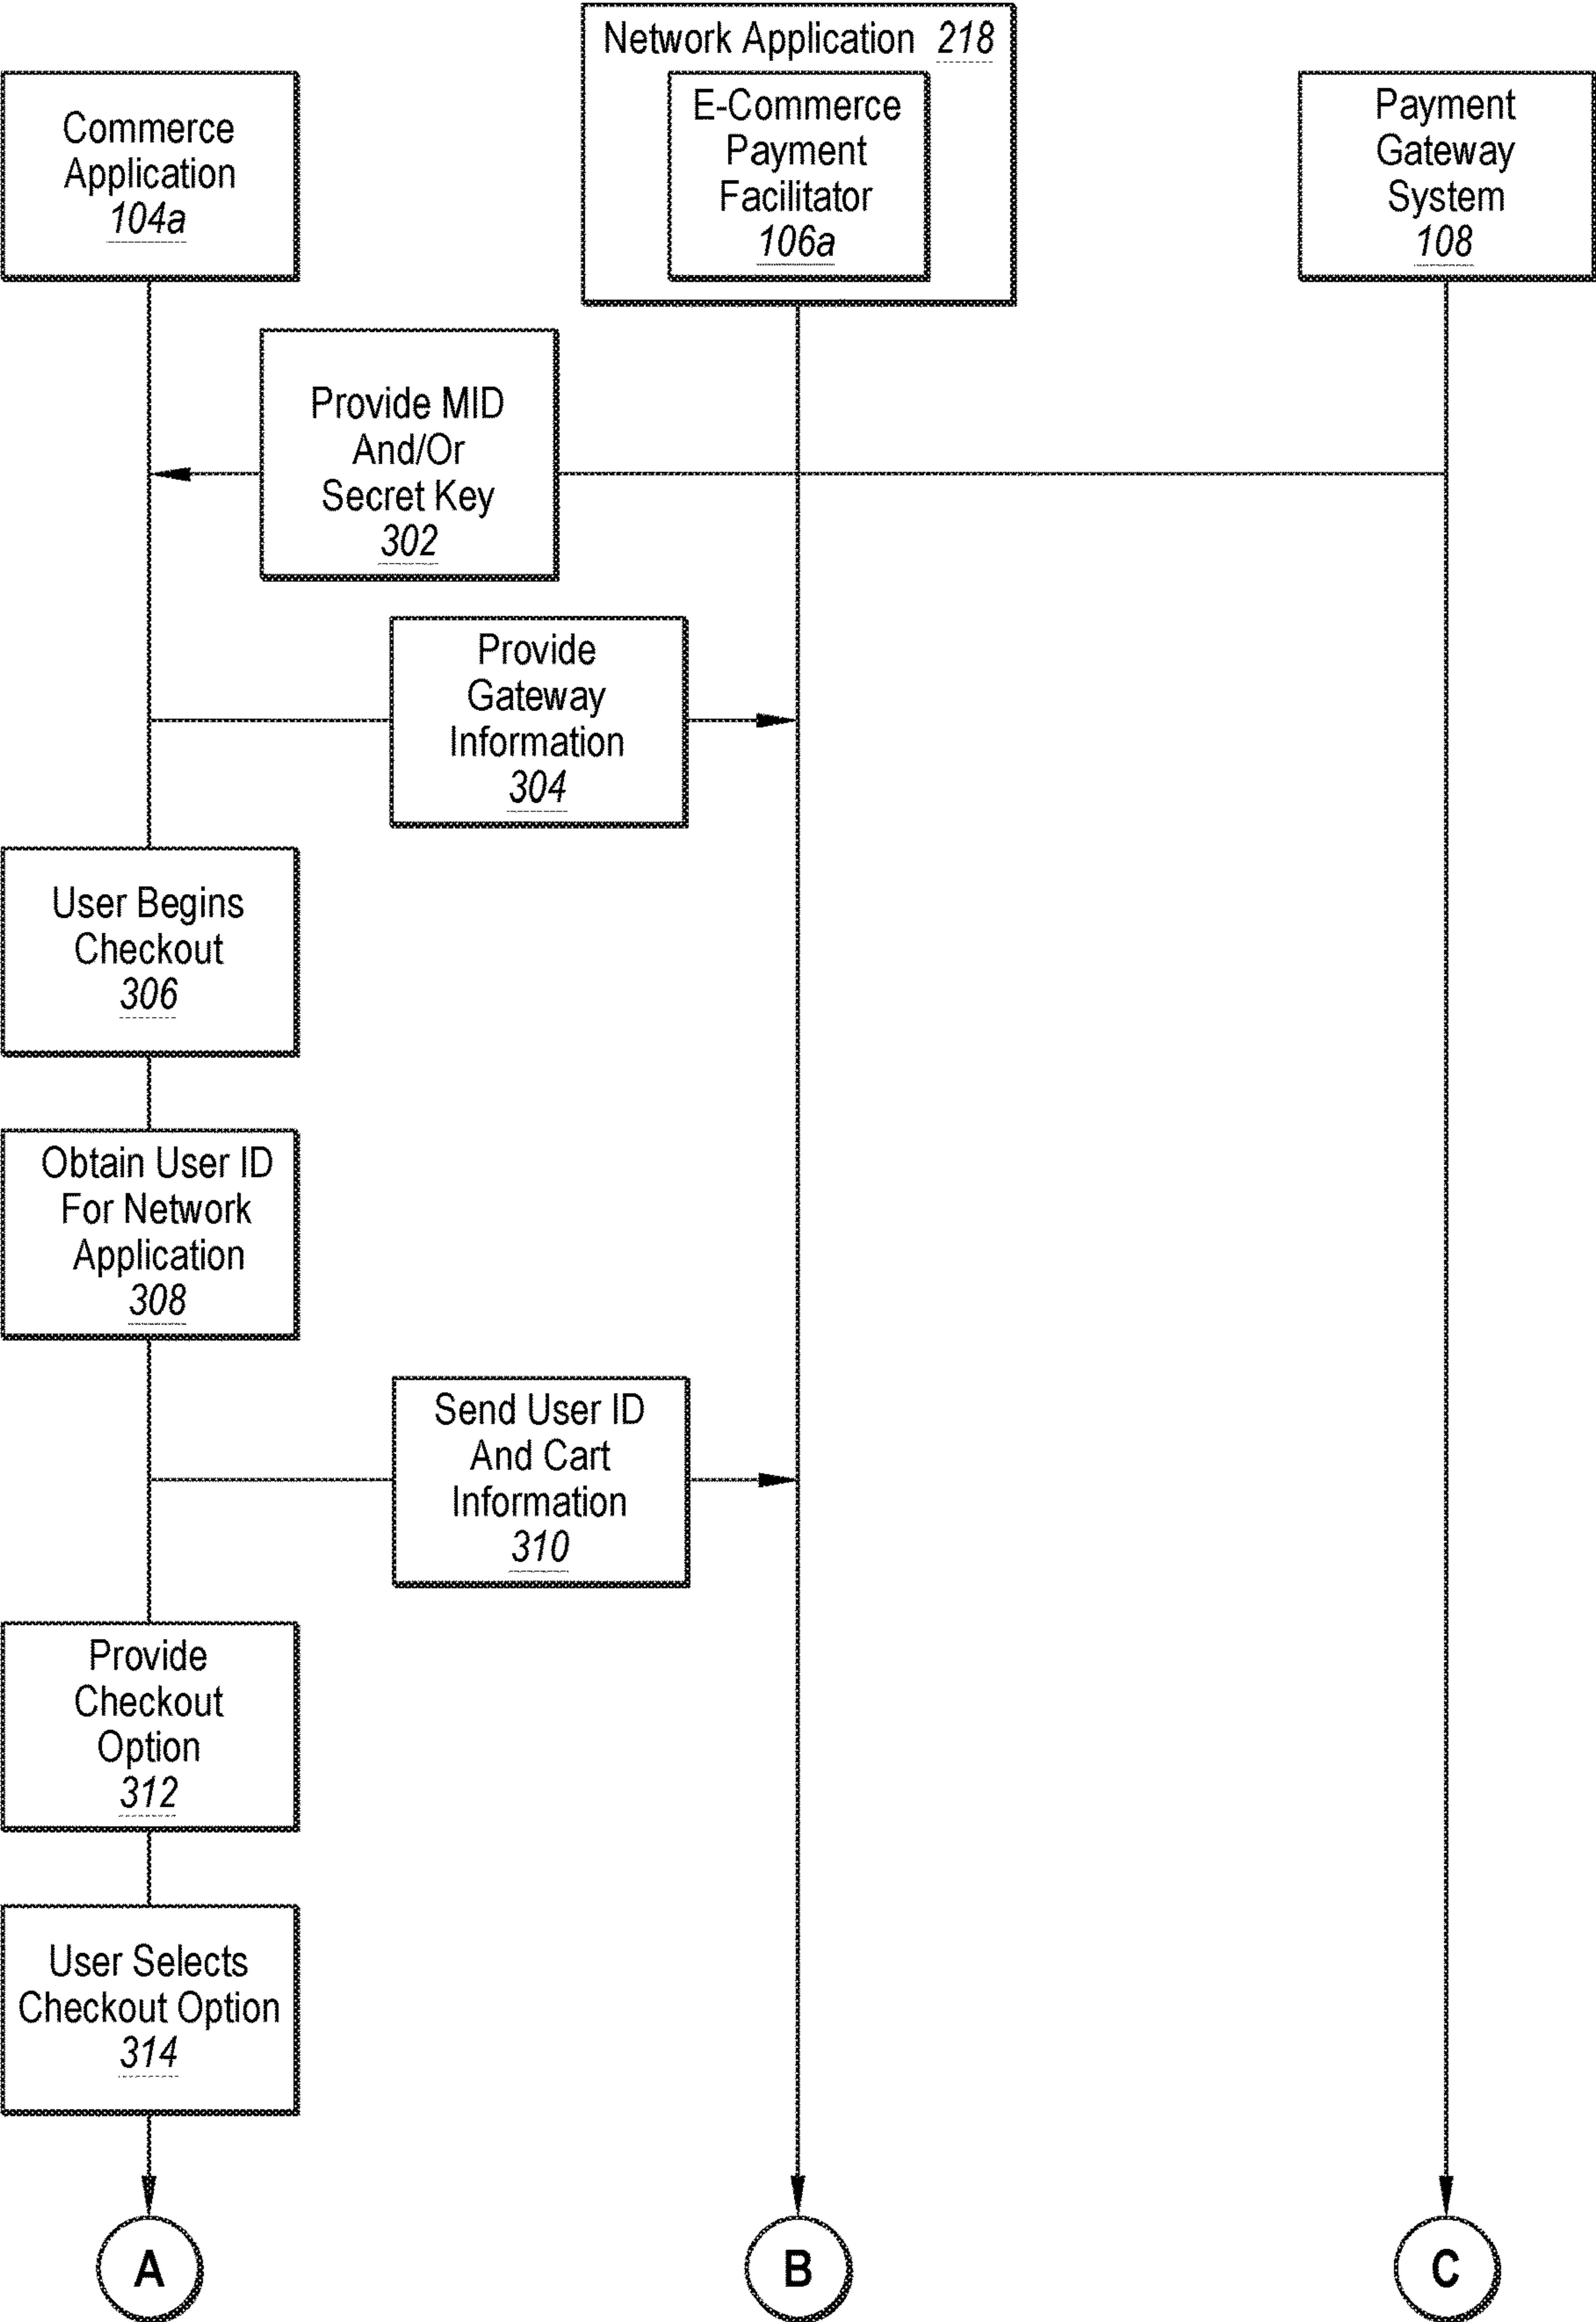 Network Application 218
Commerce
Application
104a
E-Commerce
Payment
Facilitator
106a
Payment
Gateway
System
108
Provide MID
And/Or
Secret Key
302
Provide
Gateway
Information
304
User Begins
Checkout
306
Obtain User ID
For Network
Application
308
Send User ID
And Cart
Information
310
Provide
Checkout
Option
312
User Selects
Checkout Option
314
A
B
C